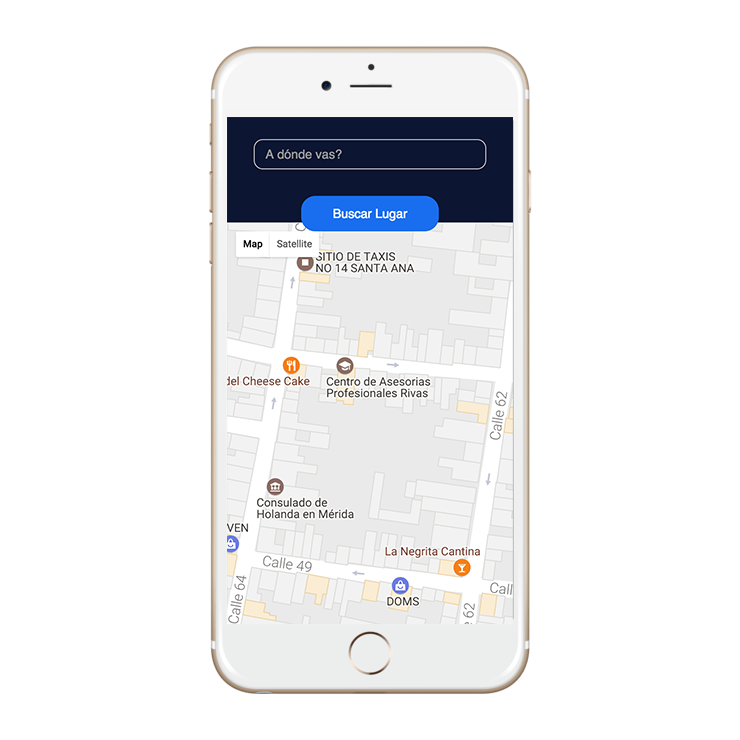 A dónde vas?
Buscar Lugar
Map
Satellite
SITIO DE TAXIS
NO 14 SANTA ANA
del Cheese Cake
Centro de Asesorias
Profesionales Rivas
Calle 62
Consulado de
Holanda en Mérida
VEN
La Negrita Cantina
Calle 49
Calle 64
DOMS
Call
62